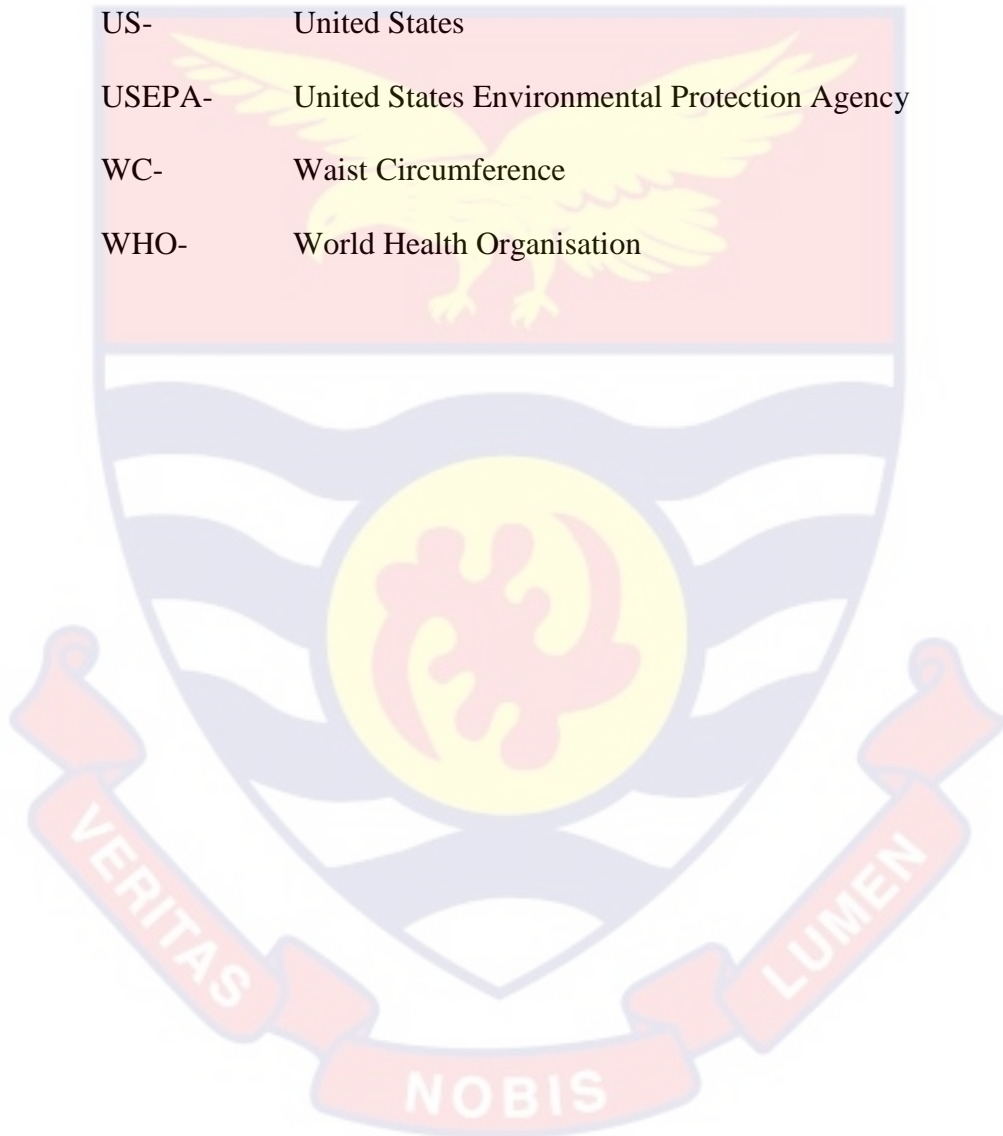 US- United States
USEPA- United States Environmental Protection Agency
WC- Waist Circumference
WHO- World Health Organisation
VERITAS
NOBIS
LUMEN